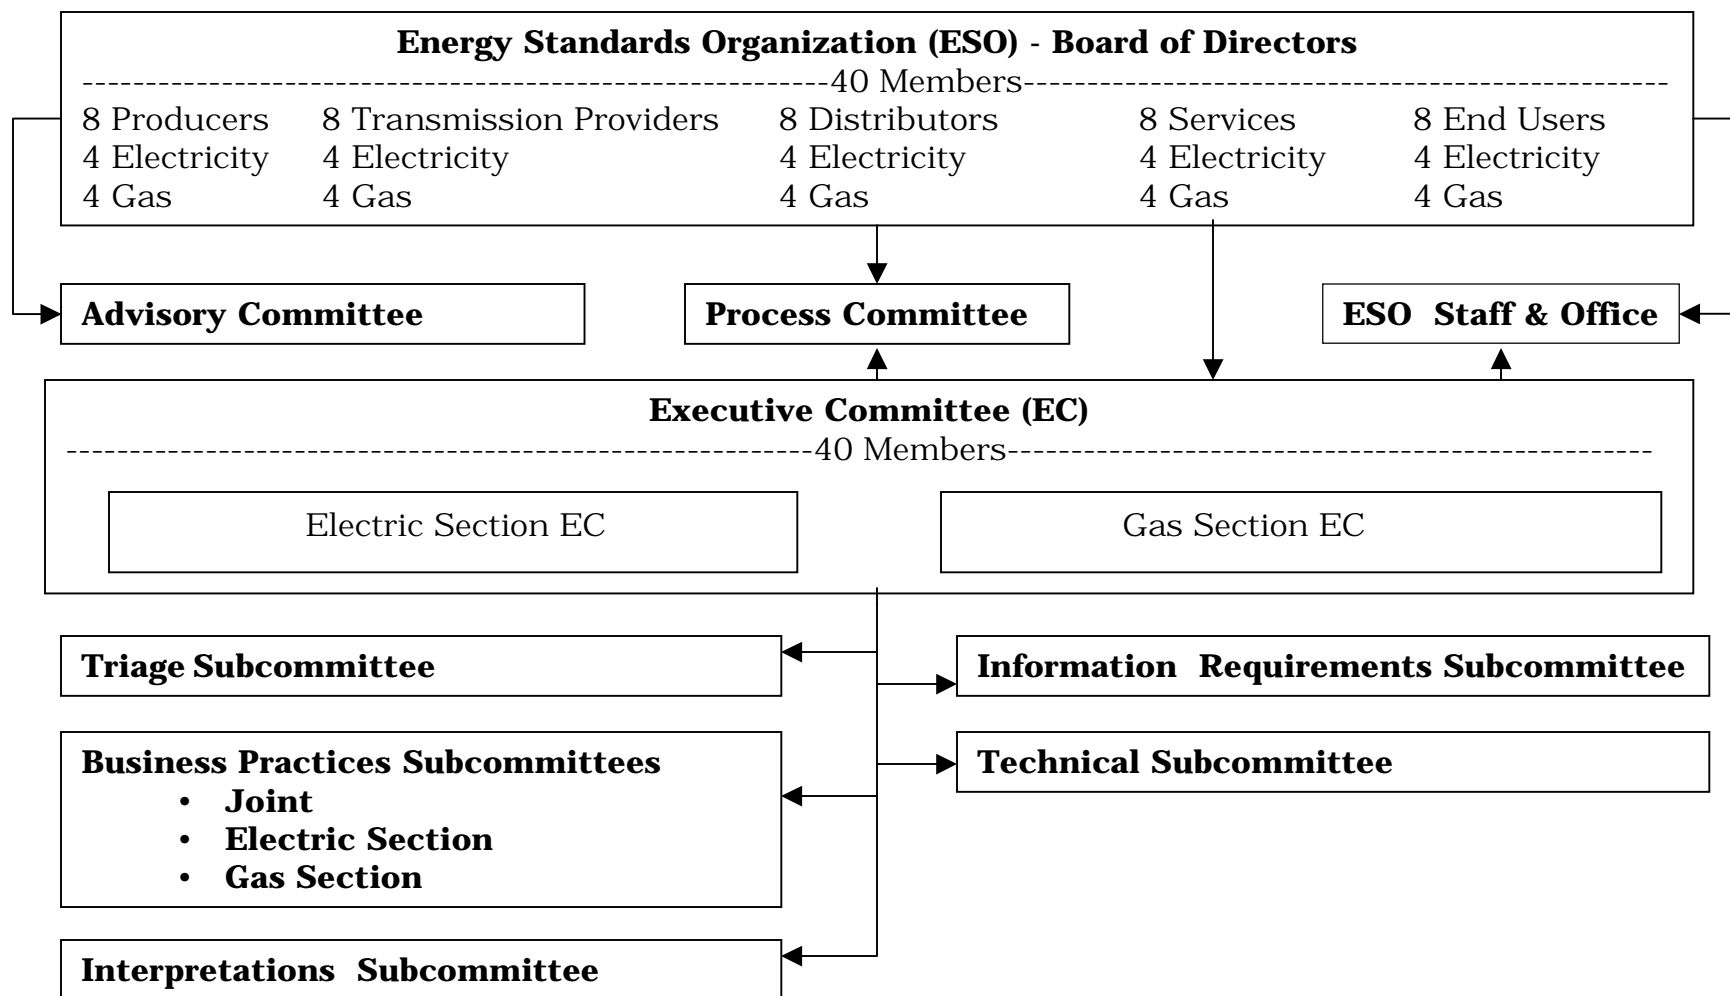 Energy Standards Organization (ESO) - Board of Directors
-----------------------------------------------------------40 Members---------------------------------------------------
8 Producers 8 Transmission Providers 8 Distributors 8 Services 8 End Users
4 Electricity 4 Electricity 4 Electricity 4 Electricity 4 Electricity
4 Gas 4 Gas 4 Gas 4 Gas 4 Gas
Advisory Committee Process Committee ESO Staff & Office
Executive Committee (EC)
-----------------------------------------------------------40 Members---------------------------------------------------
Electric Section EC Gas Section EC
Triage Subcommittee Information Requirements Subcommittee
Business Practices Subcommittees Technical Subcommittee
• Joint
• Electric Section
• Gas Section
Interpretations Subcommittee